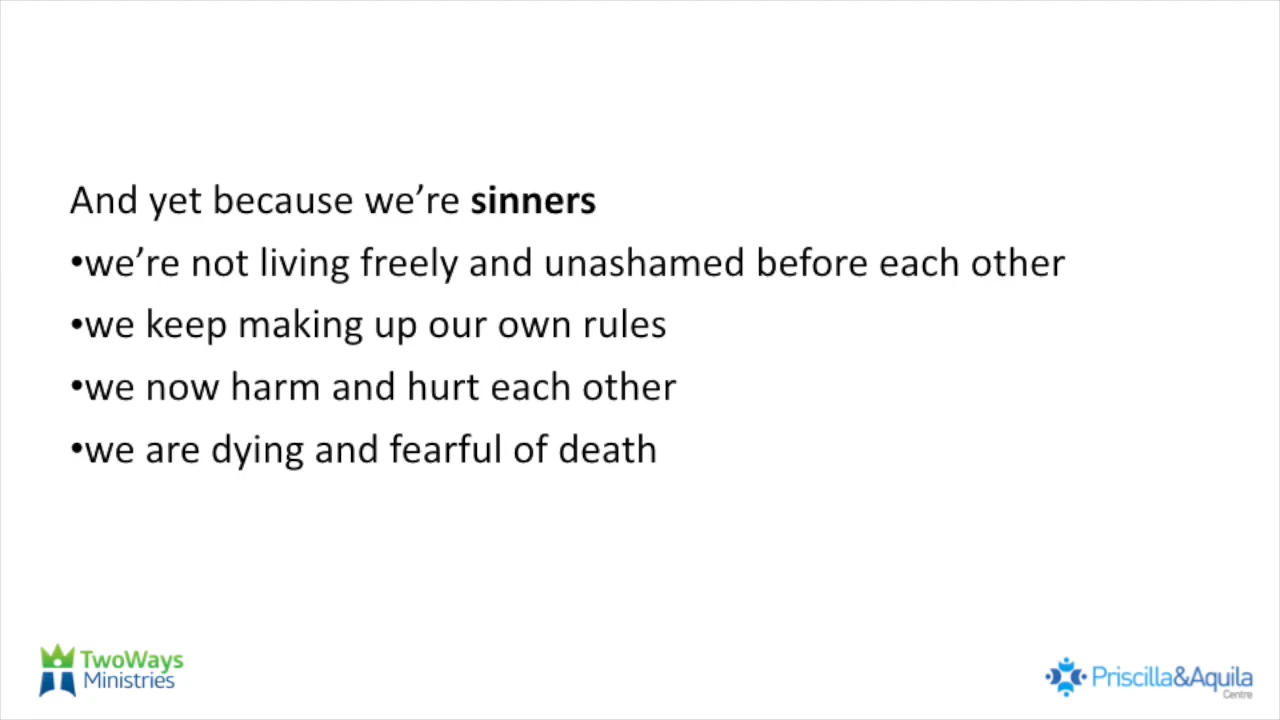 And yet because we’re sinners
•we’re not living freely and unashamed before each other
•we keep making up our own rules
•we now harm and hurt each other
•we are dying and fearful of death
TwoWays
Ministries
Priscilla&Aquila
Centre